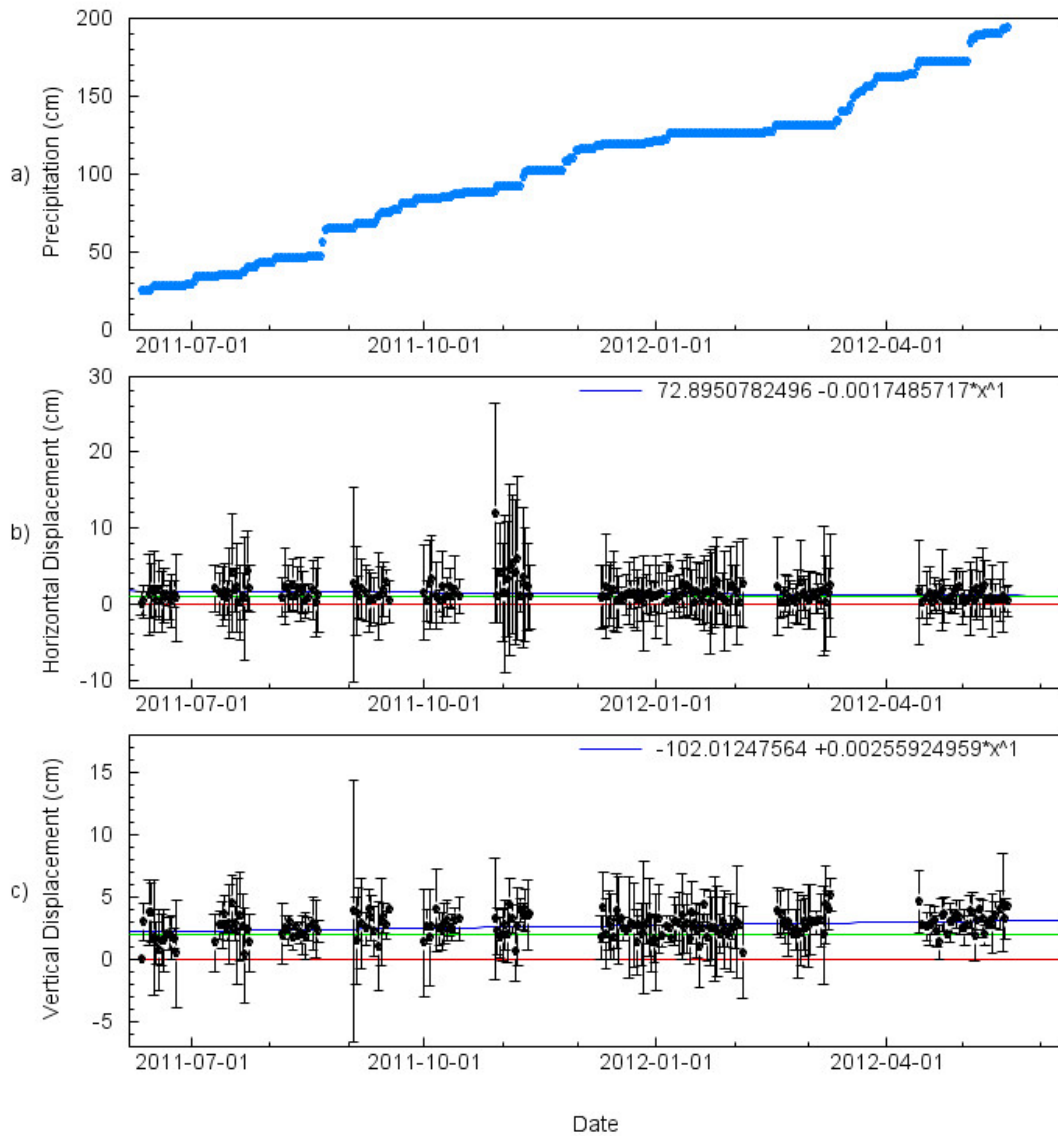 200
150
a)
Precipitation (cm)
100
50
0
2011-07-01 2011-10-01 2012-01-01 2012-04-01
30
72.8950782496 -0.0017485717*x^1
20
b)
Horizontal Displacement (cm)
10
0
-10
2011-07-01 2011-10-01 2012-01-01 2012-04-01
-102.01247564 +0.00255924959*x^1
15
10
c)
Vertical Displacement (cm)
5
0
-5
2011-07-01 2011-10-01 2012-01-01 2012-04-01
Date